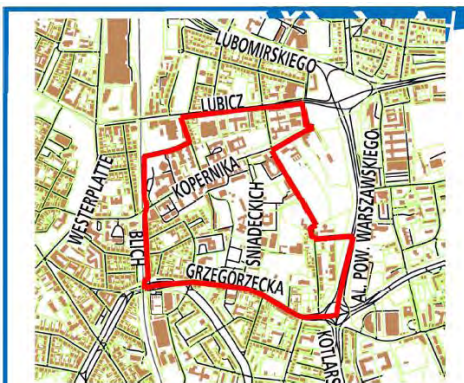 LUBOMIRSKIEGO
LUBICZ
WESTERPLATTE
KOPERNIKA
AL. POW. WARSZAWSKIEGO
BLICH
ŚNIADECKICH
GRZEGÓRZECKA
KOTLARS